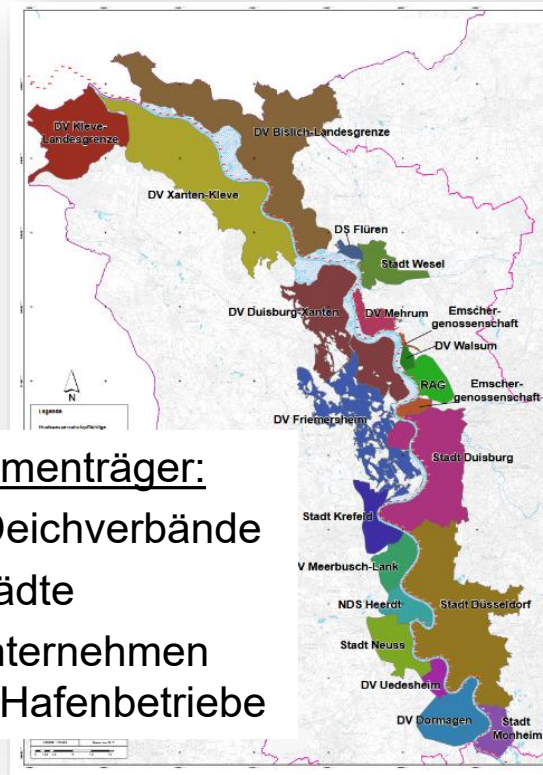 DV Kleve-
Landesgrenze
DV Bislich-Landesgrenze
DV Xanten-Kleve
DS Flüren
Stadt Wesel
DV Duisburg-Xanten
DV Mehrum
Emscher-
genossenschaft
DV Walsum
RAG
Emscher-
genossenschaft
DV Friemersheim
N
Legende
Stadt Duisburg
menträger:
Deichverbände
ädte
nternehmen
Hafenbetriebe
Stadt Krefeld
V Meerbusch-Lank
NDS Heerdt
Stadt Düsseldorf
Stadt Neuss
DV Uedesheim
DV Dormagen
Stadt
Monheim